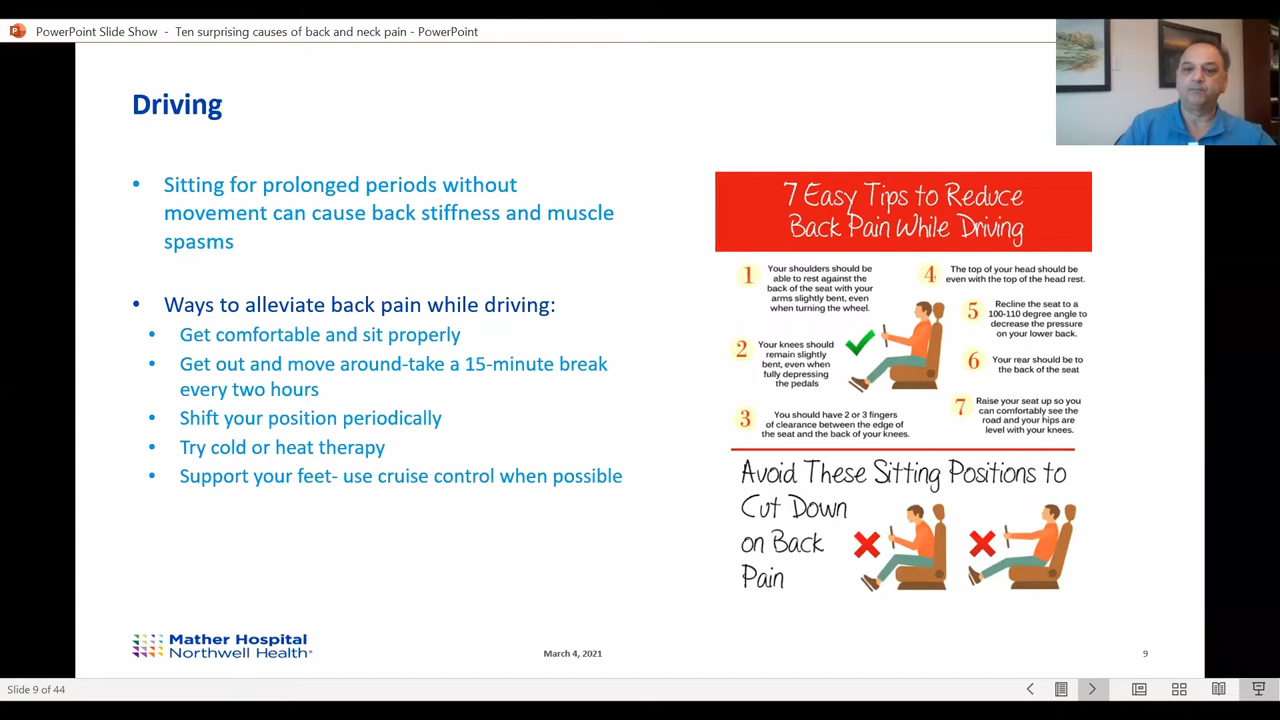 PowerPoint Slide Show - Ten surprising causes of back and neck pain - PowerPoint
Driving
• Sitting for prolonged periods without
movement can cause back stiffness and muscle
spasms
• Ways to alleviate back pain while driving:
• Get comfortable and sit properly
• Get out and move around-take a 15-minute break
every two hours
• Shift your position periodically
• Try cold or heat therapy
• Support your feet- use cruise control when possible
7 Easy Tips to Reduce
Back Pain While Driving
1 Your shoulders should be
able to rest against the
back of the seat with your
arms slightly bent, even
when turning the wheel.
2 Your knees should
remain slightly
bent, even when
fully depressing
the pedals
3 You should have 2 or 3 fingers
of clearance between the edge of
the seat and the back of your knees.
4 The top of your head should be
even with the top of the head rest.
5 Recline the seat to a
100-110 degree angle to
decrease the pressure
on your lower back.
6 Your rear should be to
the back of the seat
7 Raise your seat up so you
can comfortably see the
road and your hips are
level with your knees.
Avoid These Sitting Positions to
Cut Down
on Back
Pain
Mather Hospital
Northwell Health
March 4, 2021
9
Slide 9 of 44